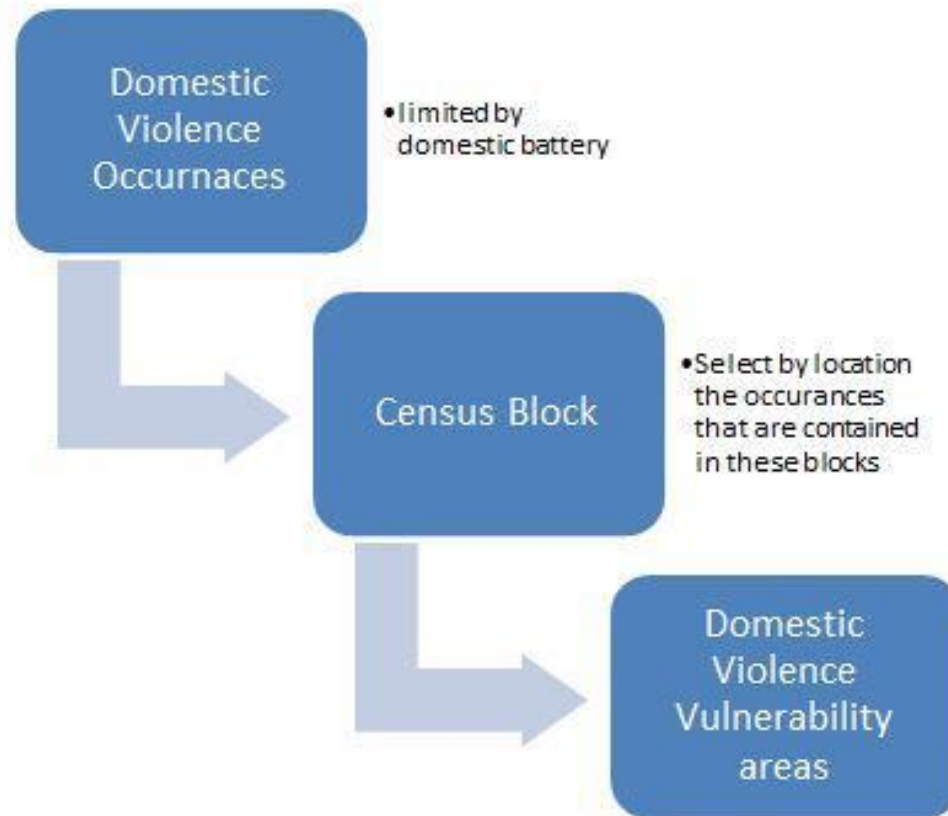 Domestic
Violence
Occurnaces
•limited by
domestic battery
Census Block
•Select by location
the occurances
that are contained
in these blocks
Domestic
Violence
Vulnerability
areas